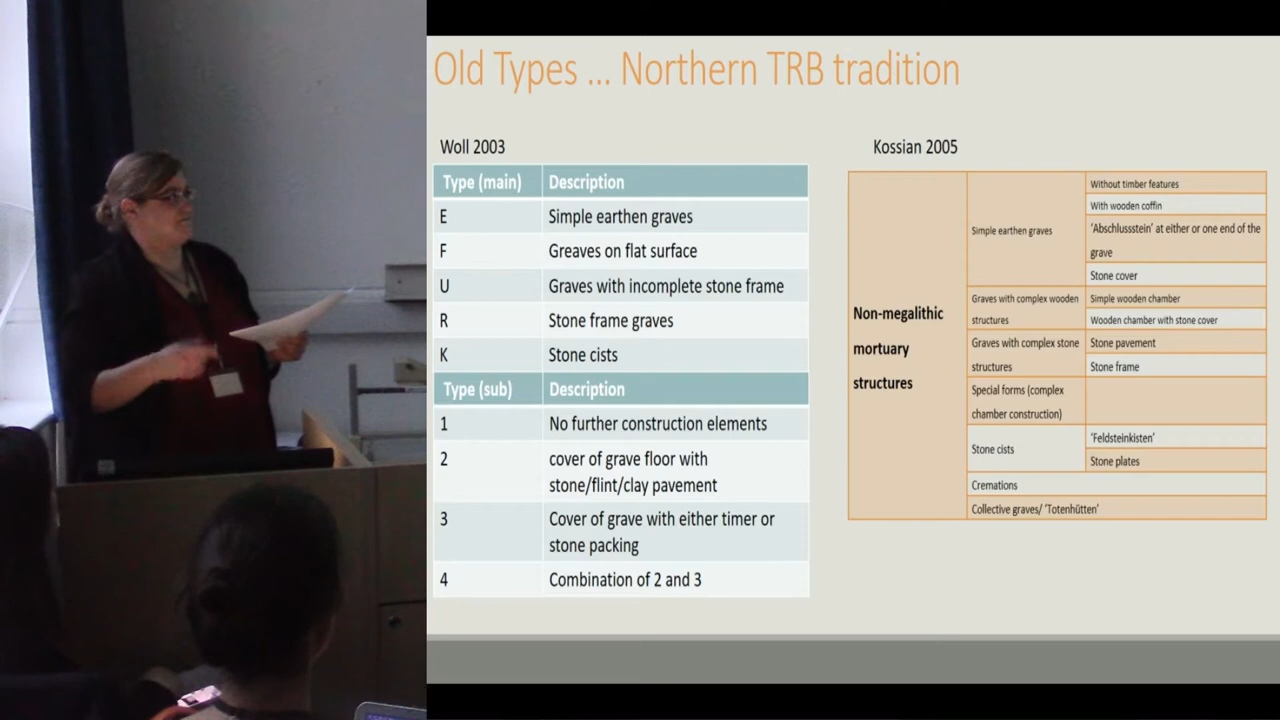 Old Types ... Northern TRB tradition
Woll 2003
Type (main) Description
E Simple earthen graves
F Greaves on flat surface
U Graves with incomplete stone frame
R Stone frame graves
K Stone cists
Type (sub) Description
1 No further construction elements
2 cover of grave floor with
stone/flint/clay pavement
3 Cover of grave with either timer or
stone packing
4 Combination of 2 and 3
Kossian 2005
Non-megalithic
mortuary
structures
Simple earthen graves
Without timber features
With wooden coffin
'Abschlussstein' at either or one end of the
grave
Stone cover
Graves with complex wooden
structures
Simple wooden chamber
Wooden chamber with stone cover
Graves with complex stone
structures
Stone pavement
Stone frame
Special forms (complex
chamber construction)
Stone cists
'Feldsteinkisten'
Stone plates
Cremations
Collective graves/ 'Totenhütten'